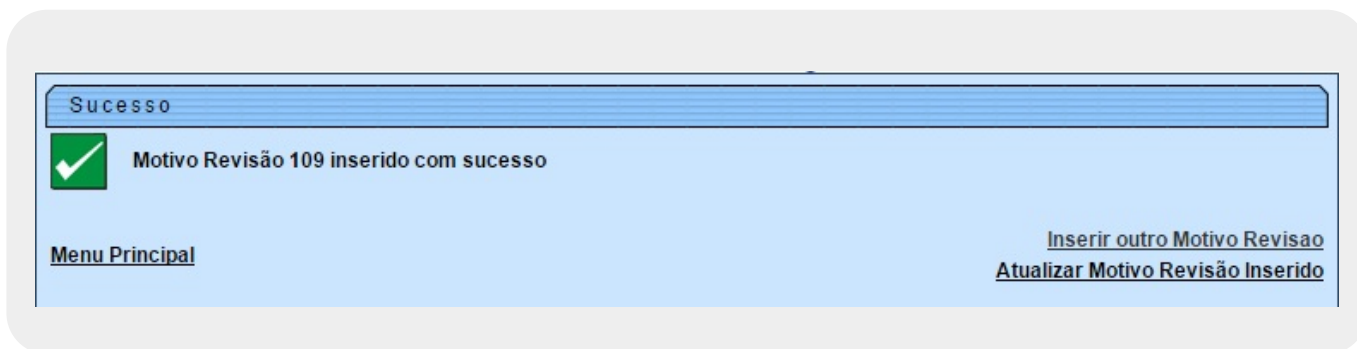 Sucesso
Motivo Revisão 109 inserido com sucesso
Inserir outro Motivo Revisao
Menu Principal
Atualizar Motivo Revisão Inserido